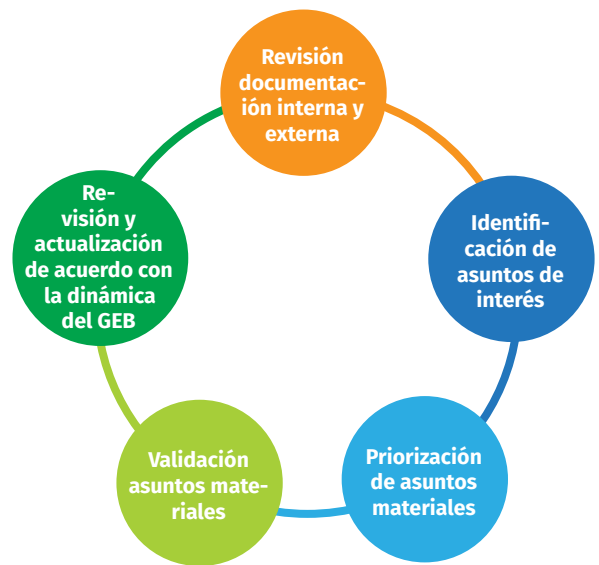 Revisión
documentac-
ión interna y
externa
Identifi-
cación de
asuntos de
interés
Priorización
de asuntos
materiales
Validación
asuntos mate-
riales
Re-
visión y
actualización
de acuerdo con
la dinámica
del GEB